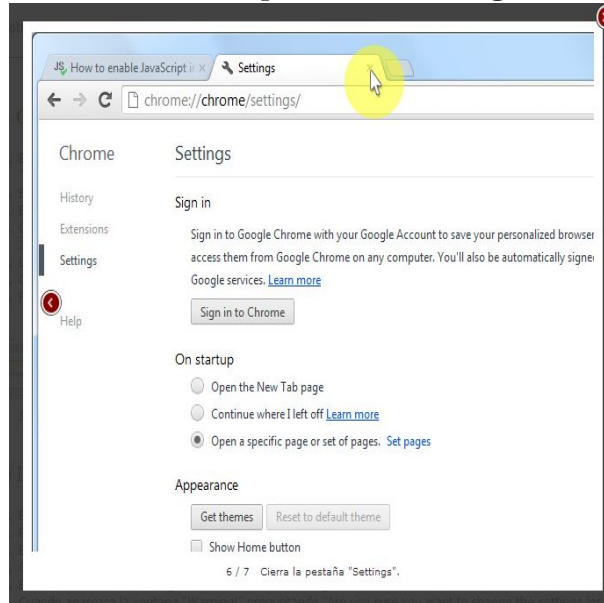 How to enable JavaScript in
Settings
chrome://chrome/settings/
Chrome
Settings
History
Extensions
Settings
Help
Sign in
Sign in to Google Chrome with your Google Account to save your personalized browser
access them from Google Chrome on any computer. You'll also be automatically signe
Google services. Learn more
Sign in to Chrome
On startup
Open the New Tab page
Continue where I left off Learn more
Open a specific page or set of pages. Set pages
Appearance
Get themes Reset to default theme
Show Home button
6 / 7 Cierra la pestaña "Settings".